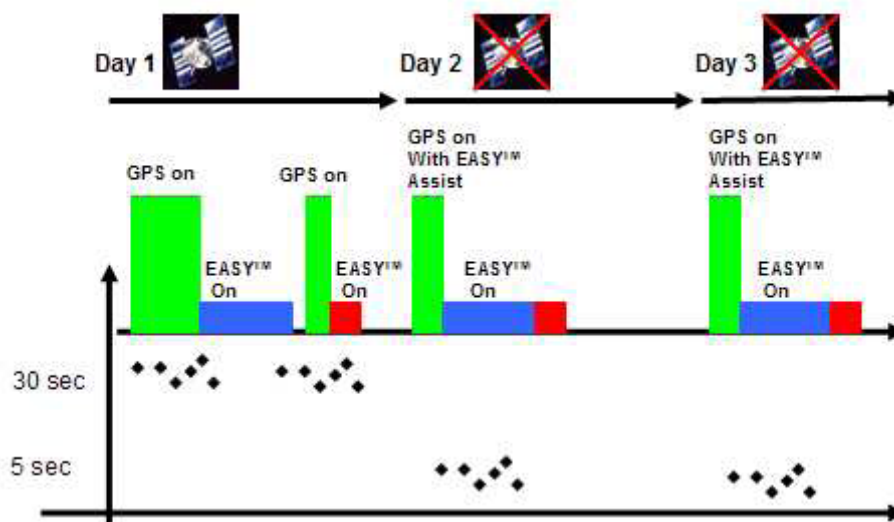 Day 1
Day 2
Day 3
GPS on
GPS on
GPS on
With EASY™
Assist
GPS on
With EASY™
Assist
EASY™
On
EASY™
On
EASY™
On
EASY™
On
30 sec
5 sec